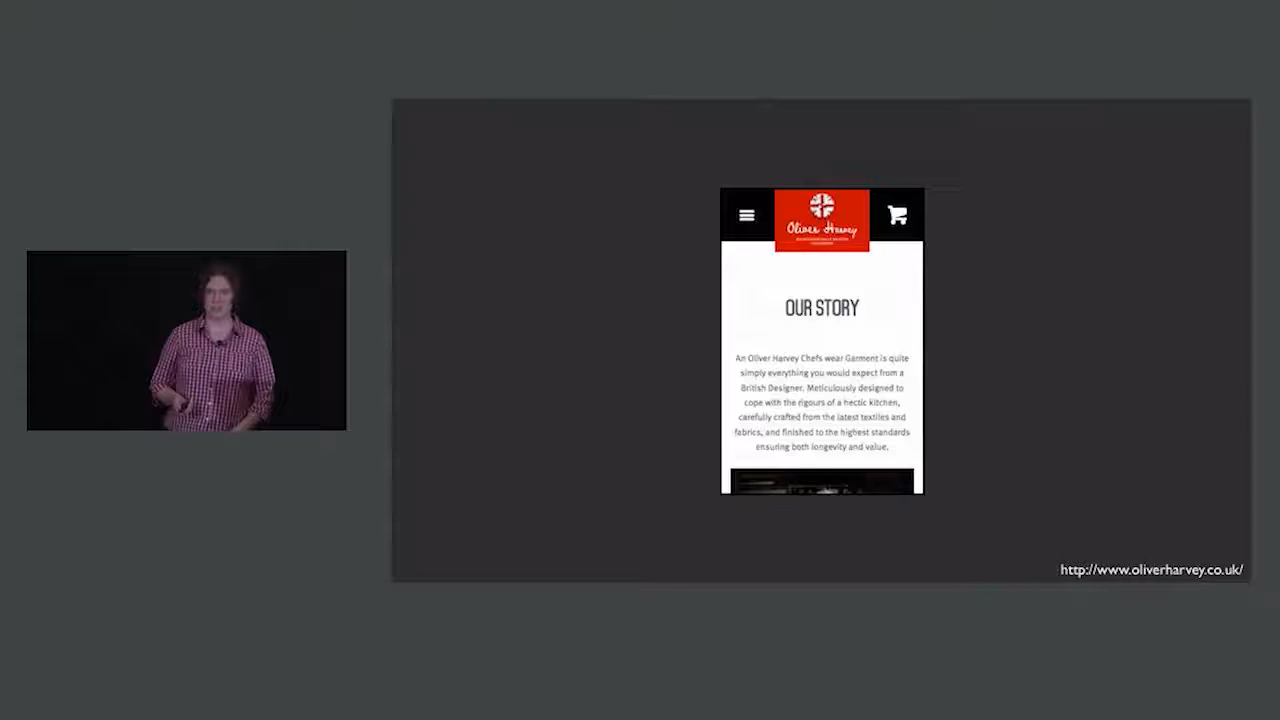 Oliver Harvey
OUR STORY
An Oliver Harvey Chefs wear Garment is quite
simply everything you would expect from a
British Designer. Meticulously designed to
cope with the rigours of a hectic kitchen,
carefully crafted from the latest textiles and
fabrics, and finished to the highest standards
ensuring both longevity and value.
http://www.oliverharvey.co.uk/